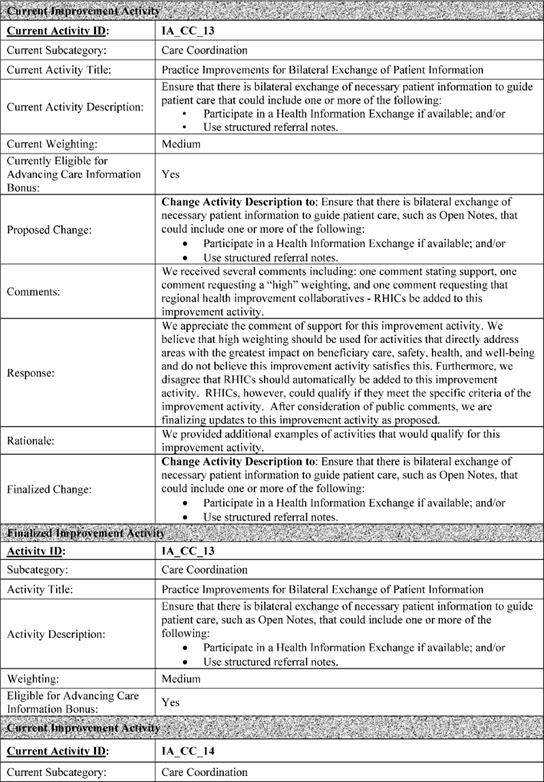 Current Improvement Activity
Current Activity ID: IA_CC_13
Current Subcategory: Care Coordination
Current Activity Title: Practice Improvements for Bilateral Exchange of Patient Information
Current Activity Description:
Ensure that there is bilateral exchange of necessary patient information to guide
patient care that could include one or more of the following:
• Participate in a Health Information Exchange if available; and/or
• Use structured referral notes.
Current Weighting: Medium
Currently Eligible for
Advancing Care Information
Bonus:
Yes
Proposed Change:
Change Activity Description to: Ensure that there is bilateral exchange of
necessary patient information to guide patient care, such as Open Notes, that
could include one or more of the following:
• Participate in a Health Information Exchange if available; and/or
• Use structured referral notes.
Comments:
We received several comments including: one comment stating support, one
comment requesting a “high” weighting, and one comment requesting that
regional health improvement collaboratives - RHICs be added to this
improvement activity.
Response:
We appreciate the comment of support for this improvement activity. We
believe that high weighting should be used for activities that directly address
areas with the greatest impact on beneficiary care, safety, health, and well-being
and do not believe this improvement activity satisfies this. Furthermore, we
disagree that RHICs should automatically be added to this improvement
activity. RHICs, however, could qualify if they meet the specific criteria of the
improvement activity. After consideration of public comments, we are
finalizing updates to this improvement activity as proposed.
Rationale:
We provided additional examples of activities that would qualify for this
improvement activity.
Finalized Change:
Change Activity Description to: Ensure that there is bilateral exchange of
necessary patient information to guide patient care, such as Open Notes, that
could include one or more of the following:
• Participate in a Health Information Exchange if available; and/or
• Use structured referral notes.
Finalized Improvement Activity
Activity ID: IA_CC_13
Subcategory: Care Coordination
Activity Title: Practice Improvements for Bilateral Exchange of Patient Information
Activity Description:
Ensure that there is bilateral exchange of necessary patient information to guide
patient care, such as Open Notes, that could include one or more of the
following:
• Participate in a Health Information Exchange if available; and/or
• Use structured referral notes.
Weighting: Medium
Eligible for Advancing Care
Information Bonus:
Yes
Current Improvement Activity
Current Activity ID: IA_CC_14
Current Subcategory: Care Coordination